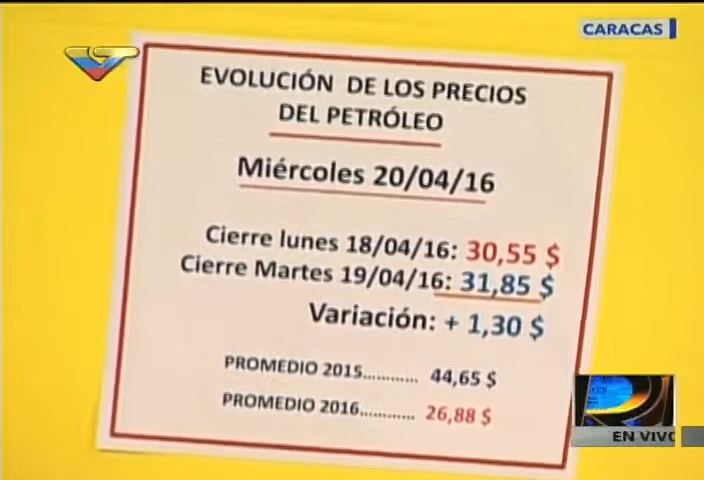 CARACAS
EVOLUCIÓN DE LOS PRECIOS
DEL PETRÓLEO
Miércoles 20/04/16
Cierre lunes 18/04/16: 30,55 $
Cierre Martes 19/04/16: 31,85 $
Variación: + 1,30 $
PROMEDIO 2015............ 44,65 $
PROMEDIO 2016............ 26,88 $
EN VIVO